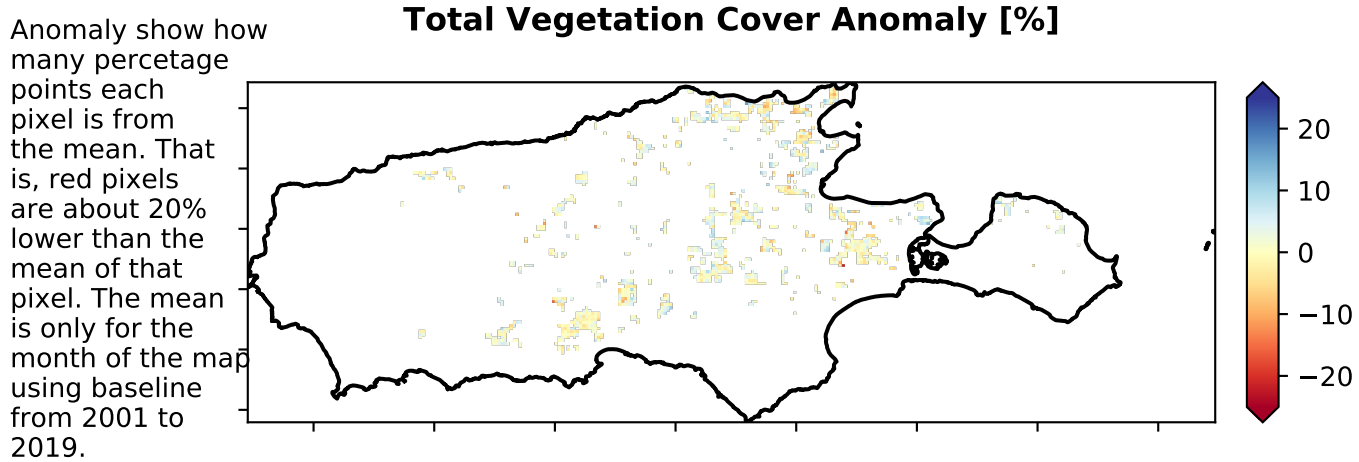 Total Vegetation Cover Anomaly [%]
Anomaly show how
many percetage
points each
pixel is from
the mean. That
is, red pixels
are about 20%
lower than the
mean of that
pixel. The mean
is only for the
month of the map
using baseline
from 2001 to
2019.
20
10
0
−10
−20